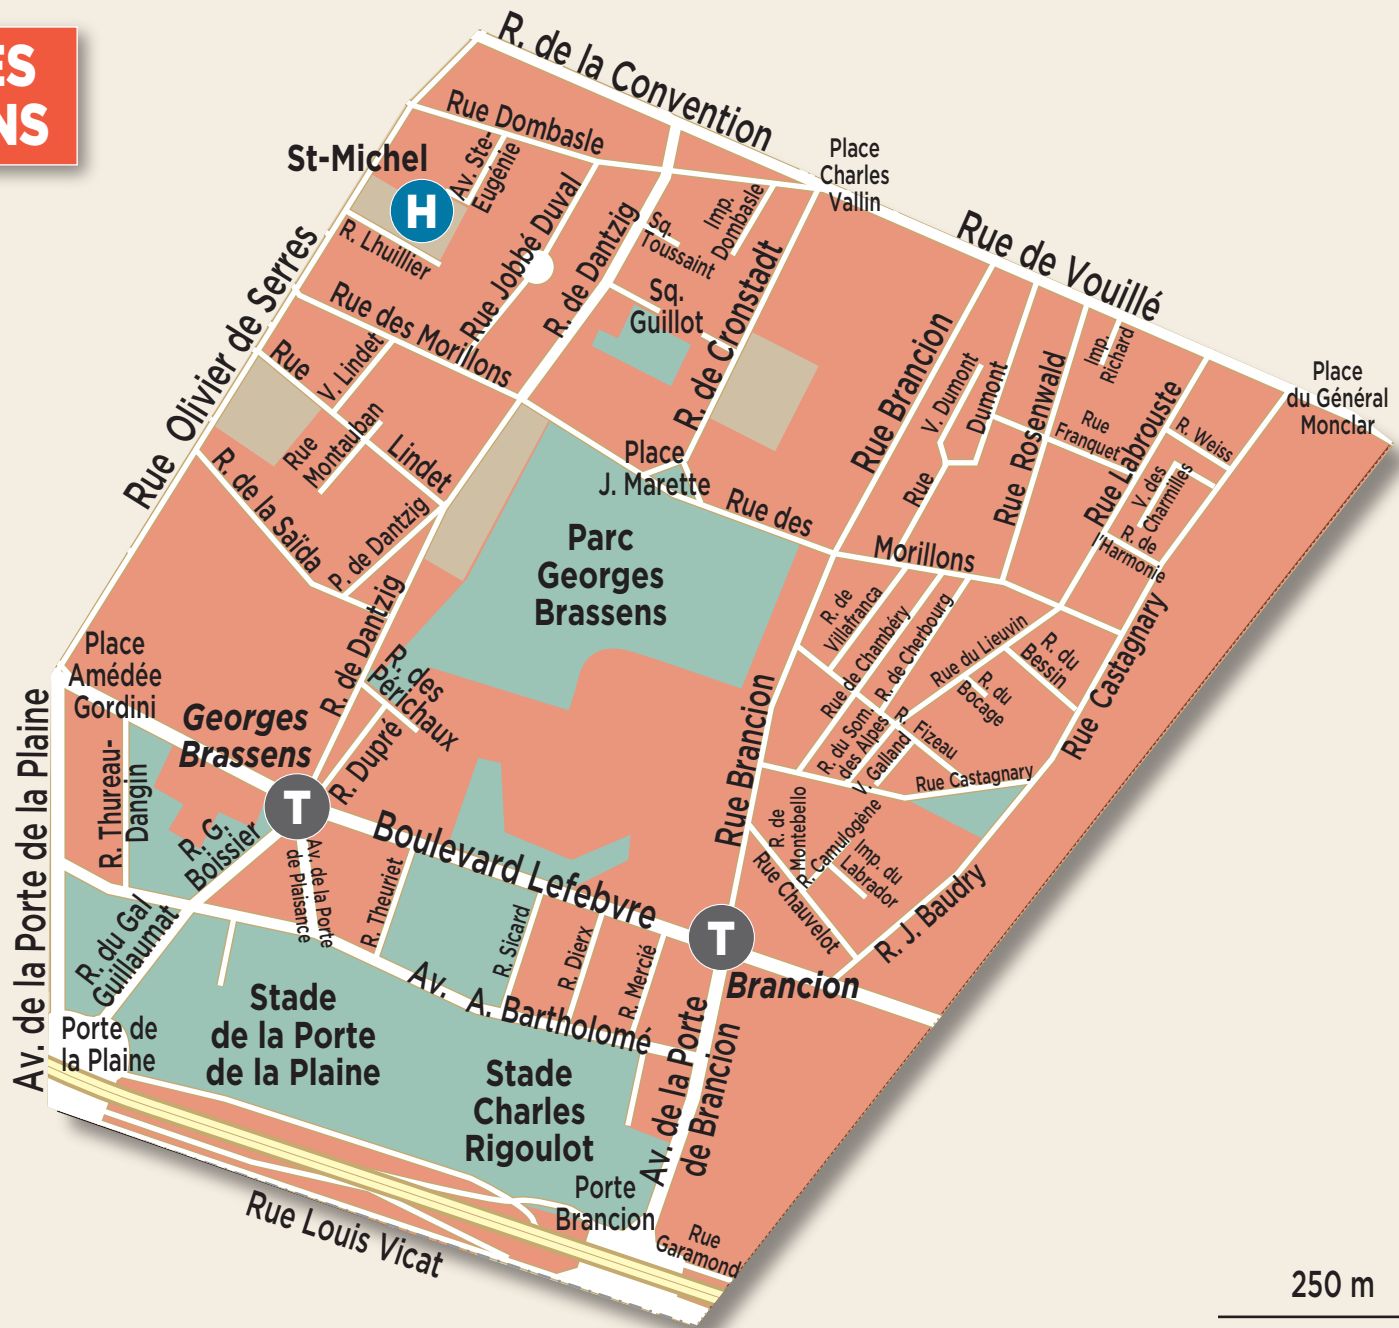 ES
NS
R. de la Convention
Rue Dombasle
Place
Charles
Vallin
St-Michel
H
Av. Ste-
Eugénie
R. Lhuillier
Rue Jobbé Duval
R. de Dantzig
Sq.
Toussaint
Imp.
Dombasle
Sq.
Guillot
R. de Cronstadt
Rue de Vouillé
Rue Olivier de Serres
Rue des Morillons
Rue
Lindet
V. Lindet
Rue
Montauban
R. de la Saïda
P. de Dantzig
R. de Dantzig
Place
J. Marette
Rue des
Morillons
Rue Brancion
V. Dumont
Rue
Dumont
Rue Rosenwald
Imp.
Richard
Rue
Franquet
Rue Labrouste
R. Weiss
V. des
Charmilles
R. de
l'Harmonie
Place
du Général
Monclar
Parc
Georges
Brassens
R. de
Villafranca
Rue de Chambéry
R. de Cherbourg
Rue du Lieuvin
R. du
Bessin
R. du
Bocage
R. Fizeau
R. du Som.
des Alpes
V. Galland
Rue Castagnary
Rue Castagnary
Place
Amédée
Gordini
Georges
Brassens
T
R. des
Périchaux
R. Dupré
Rue Brancion
Av. de la Porte de la Plaine
R. Thureau-
Dangin
R. G.
Boissier
Av. de la Porte
de Plaisance
R. Theuriet
Boulevard Lefebvre
R. de
Montebello
R. Camulogène
Imp. du
Labrador
Rue Chauvelot
R. J. Baudry
R. du Gal
Guillaumat
R. Sicard
R. Dierx
R. Mercié
T
Brancion
Av. A. Bartholomé
Porte de
la Plaine
Stade
de la Porte
de la Plaine
Stade
Charles
Rigoulot
Av. de la Porte
de Brancion
Porte
Brancion
Rue
Garamond
Rue Louis Vicat
250 m